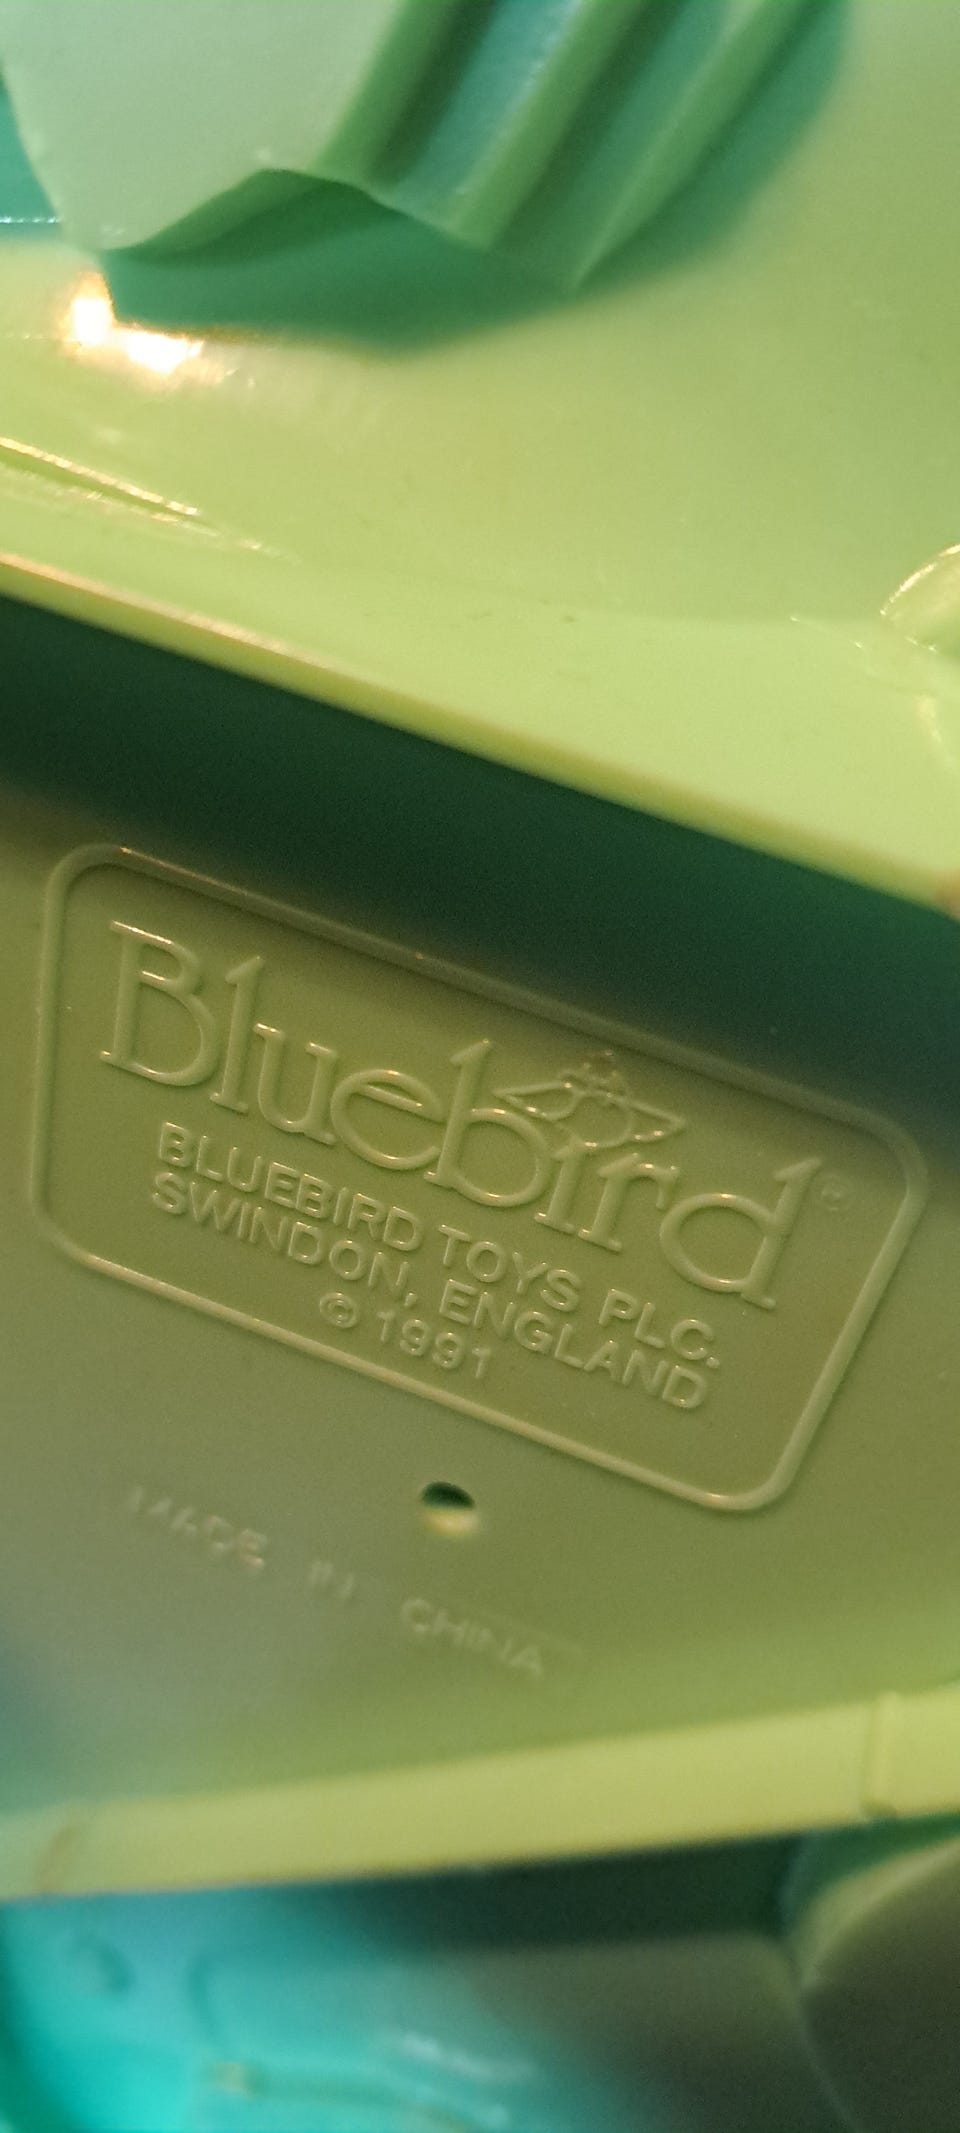 Bluebird®
BLUEBIRD TOYS PLC.
SWINDON, ENGLAND
© 1991
MADE IN CHINA